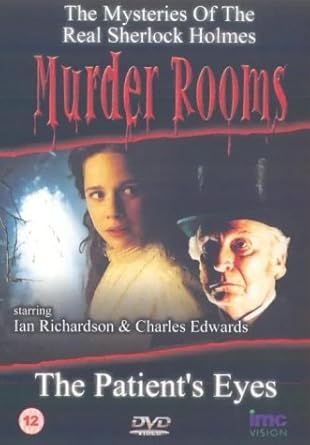 The Mysteries Of The
Real Sherlock Holmes
Murder Rooms
starring
Ian Richardson & Charles Edwards
The Patient's Eyes
12
DVD
VIDEO
imc
VISION